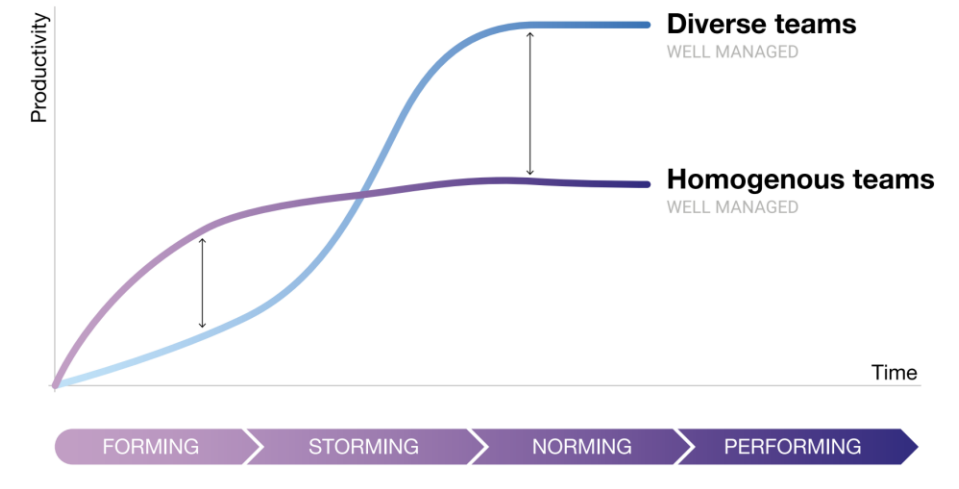 Productivity
Diverse teams
WELL MANAGED
Homogenous teams
WELL MANAGED
Time
FORMING
STORMING
NORMING
PERFORMING